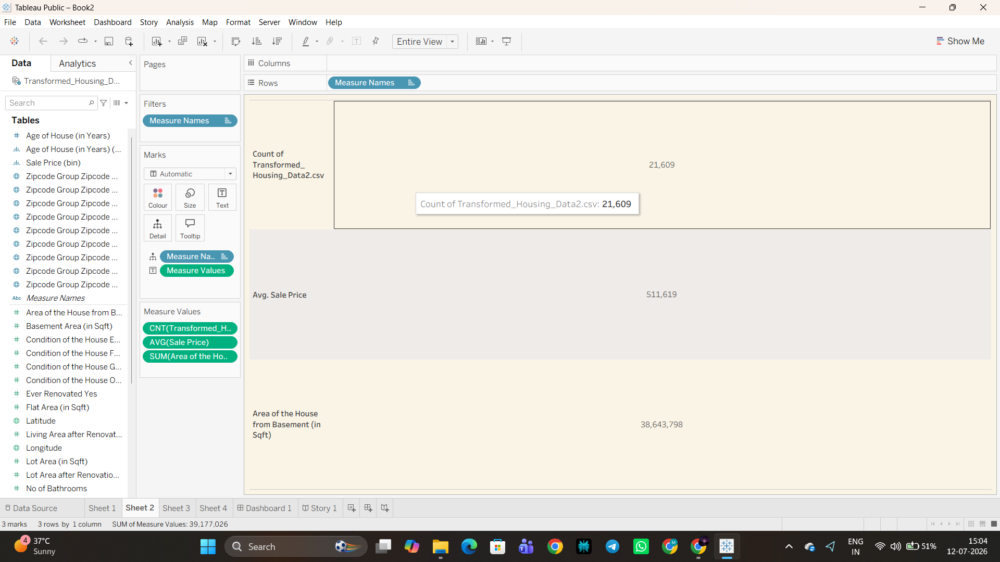 Tableau Public – Book2
File Data Worksheet Dashboard Story Analysis Map Format Server Window Help
Entire View
Show Me
Data Analytics
Transformed_Housing_D...
Search
Tables
Age of House (in Years)
Age of House (in Years) (...
Sale Price (bin)
Zipcode Group Zipcode ...
Zipcode Group Zipcode ...
Zipcode Group Zipcode ...
Zipcode Group Zipcode ...
Zipcode Group Zipcode ...
Zipcode Group Zipcode ...
Zipcode Group Zipcode ...
Zipcode Group Zipcode ...
Zipcode Group Zipcode ...
Abc Measure Names
Area of the House from B...
Basement Area (in Sqft)
Condition of the House E...
Condition of the House F...
Condition of the House G...
Condition of the House O...
Ever Renovated Yes
Flat Area (in Sqft)
Latitude
Living Area after Renovat...
Longitude
Lot Area (in Sqft)
Lot Area after Renovatio...
No of Bathrooms
Pages
Filters
Measure Names
Marks
Automatic
Colour Size Text
Detail Tooltip
Measure Na..
Measure Values
Measure Values
CNT(Transformed_H..
AVG(Sale Price)
SUM(Area of the Ho..
Columns
Rows
Measure Names
Count of
Transformed_
Housing_Data2.csv
21,609
Count of Transformed_Housing_Data2.csv: 21,609
Avg. Sale Price
511,619
Area of the House
from Basement (in
Sqft)
38,643,798
Data Source Sheet 1 Sheet 2 Sheet 3 Sheet 4 Dashboard 1 Story 1
3 marks 3 rows by 1 column SUM of Measure Values: 39,177,026
4
37°C
Sunny
Search
ENG
IN
51%
15:04
12-07-2026